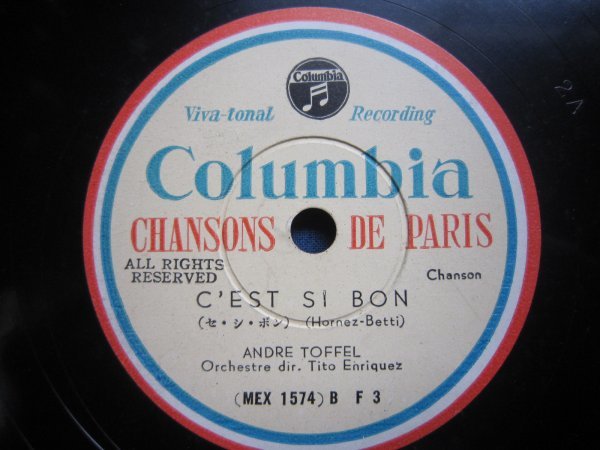 Columbia
Viva-tonal Recording
Columbia
CHANSONS DE PARIS
ALL RIGHTS RESERVED
Chanson
C'EST SI BON
(セ・シ・ボン) (Hornez-Betti)
ANDRE TOFFEL
Orchestre dir. Tito Enriquez
(MEX 1574) B F 3